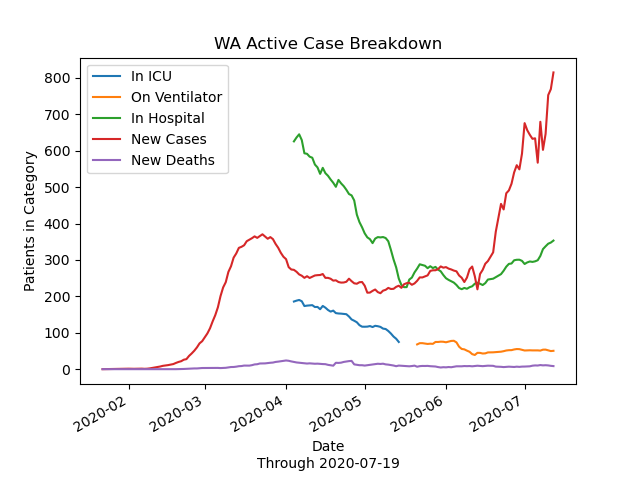 WA Active Case Breakdown
In ICU
On Ventilator
In Hospital
New Cases
New Deaths
Patients in Category
800
700
600
500
400
300
200
100
0
2020-02
2020-03
2020-04
2020-05
2020-06
2020-07
Date
Through 2020-07-19